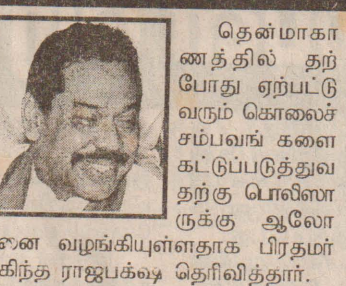 தென்மாகா
ணத்தில் தற்
போது ஏற்பட்டு
வரும் கொலைச்
சம்பவங் களை
கட்டுப்படுத்துவ
தற்கு பொலிஸா
ருக்கு ஆலோ
னை வழங்கியுள்ளதாக பிரதமர்
கிந்த ராஜபக்ஷ தெரிவித்தார்.